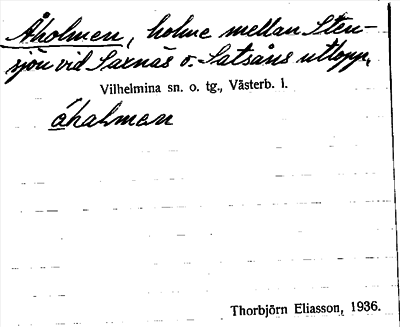 Åholmen, holme mellan Sten-
sjön vid Saxnäs o. Satsåns utlopp,
Vilhelmina sn. o. tg., Västerb. l.
åhalmen
Thorbjörn Eliasson, 1936.